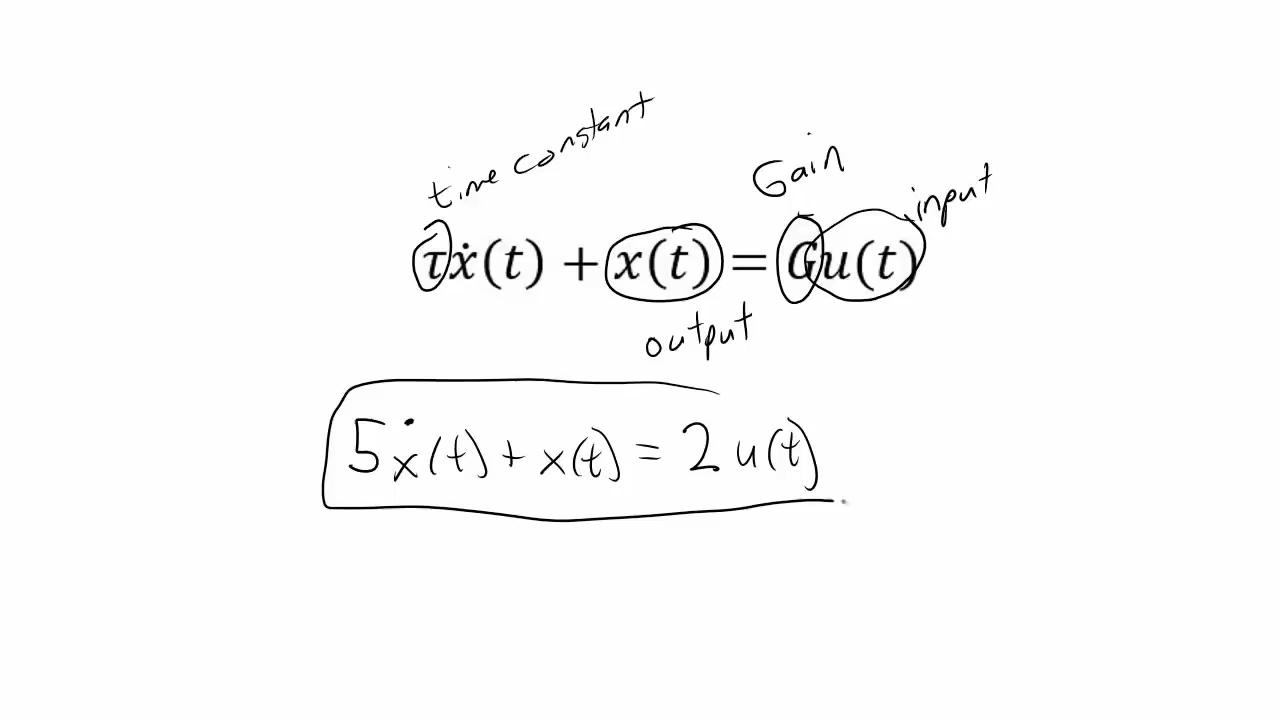 time constant
Gain
input
τẋ(t) + x(t) = Gu(t)
output
5ẋ(t) + x(t) = 2u(t)